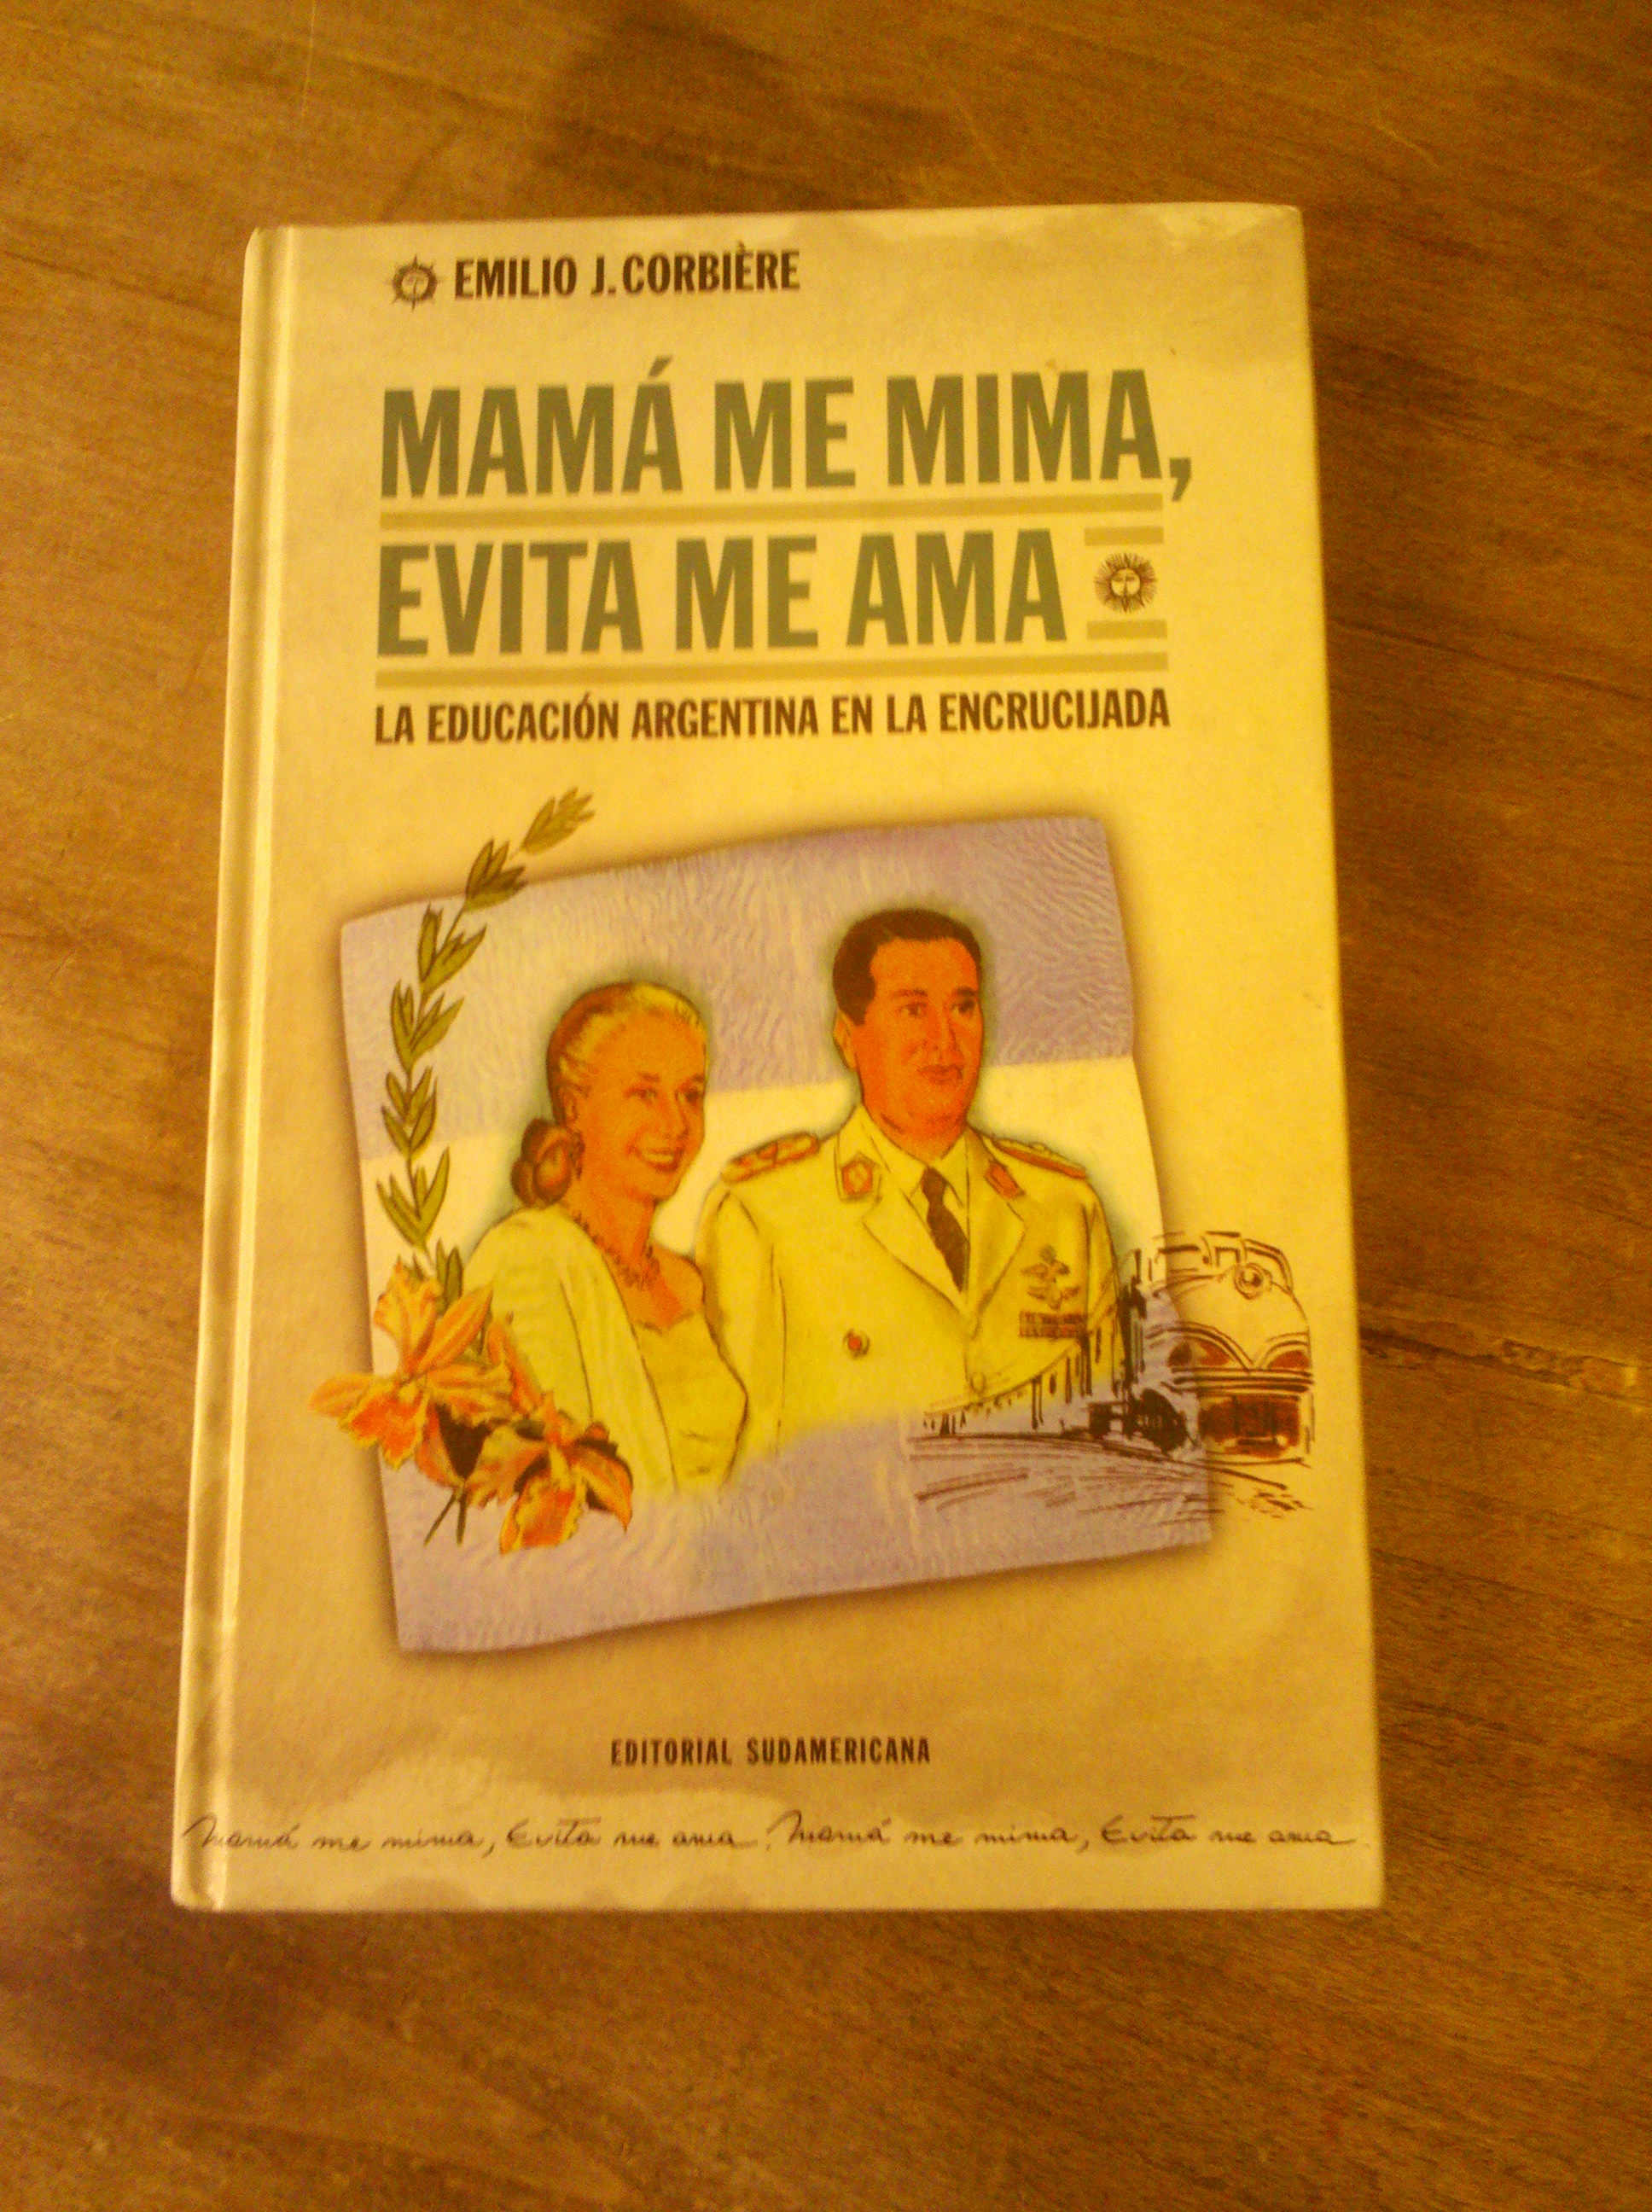 EMILIO J. CORBIÈRE
MAMÁ ME MIMA,
EVITA ME AMA
LA EDUCACIÓN ARGENTINA EN LA ENCRUCIJADA
EDITORIAL SUDAMERICANA
Mamá me mima, Evita me ama. Mamá me mima, Evita me ama.